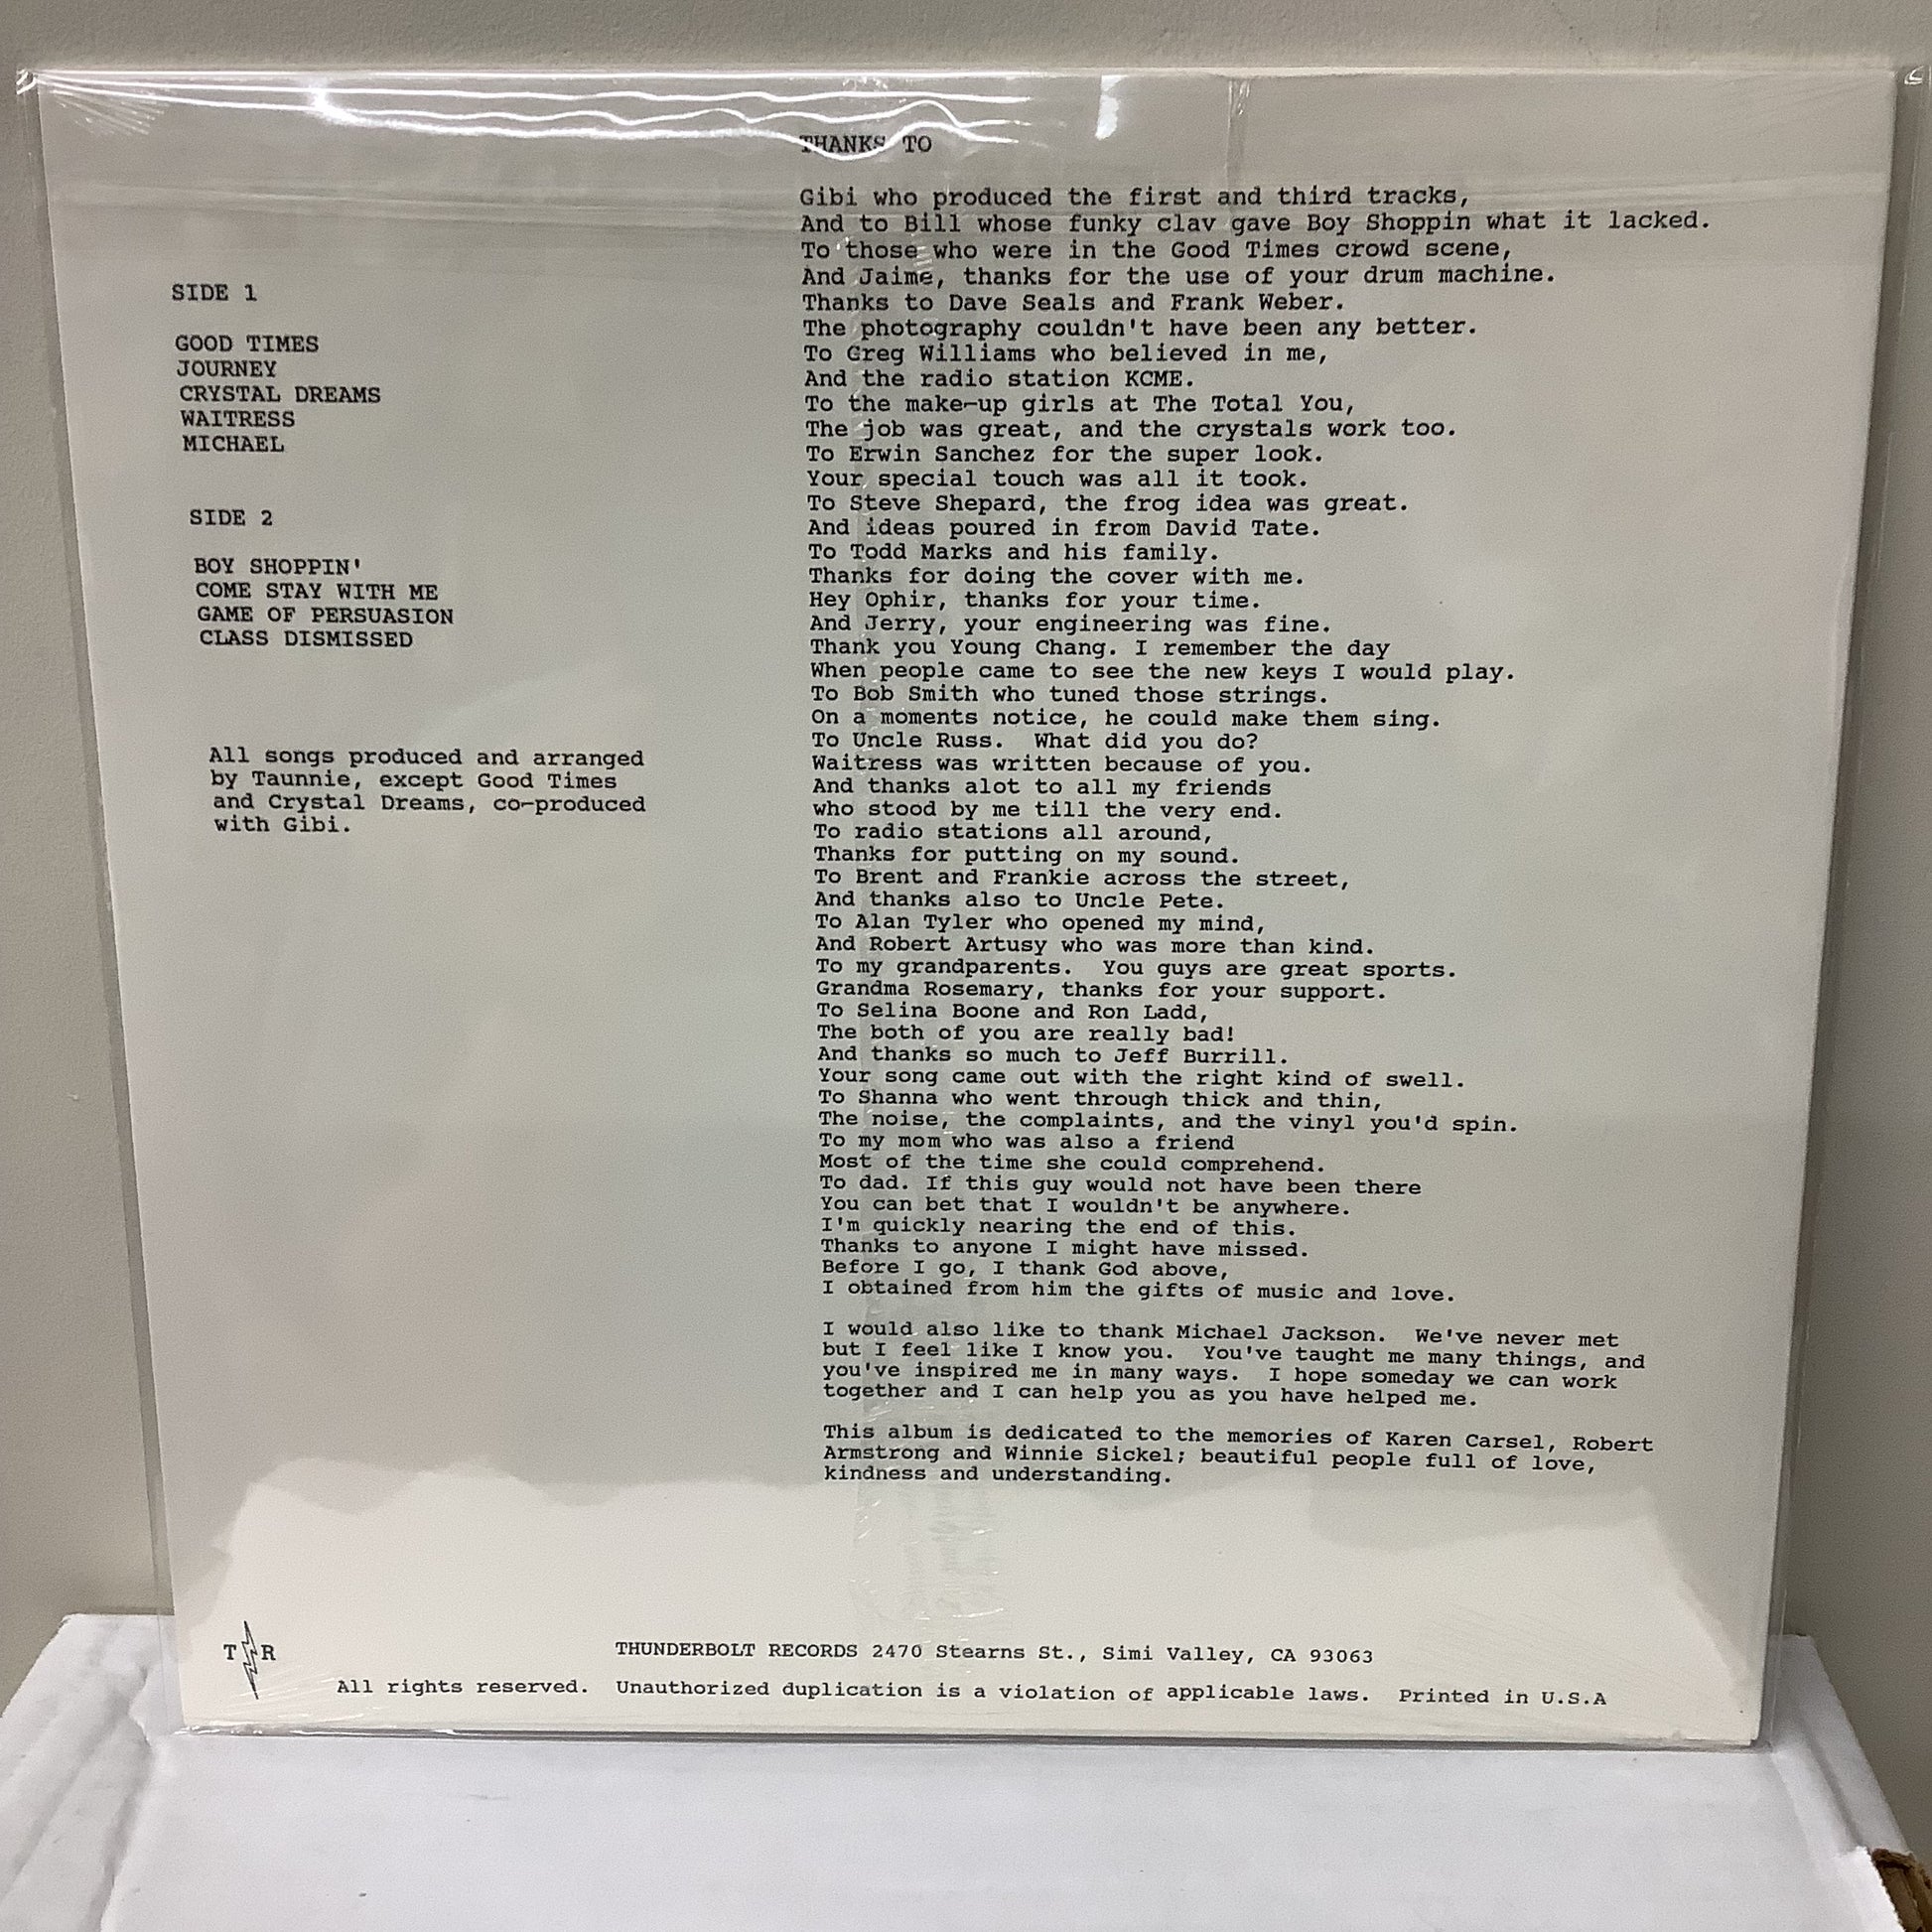 SIDE 1
GOOD TIMES
JOURNEY
CRYSTAL DREAMS
WAITRESS
MICHAEL
SIDE 2
BOY SHOPPIN'
COME STAY WITH ME
GAME OF PERSUASION
CLASS DISMISSED
All songs produced and arranged
by Taunnie, except Good Times
and Crystal Dreams, co-produced
with Gibi.
THANKS TO
Gibi who produced the first and third tracks,
And to Bill whose funky clav gave Boy Shoppin what it lacked.
To those who were in the Good Times crowd scene,
And Jaime, thanks for the use of your drum machine.
Thanks to Dave Seals and Frank Weber.
The photography couldn't have been any better.
To Greg Williams who believed in me,
And the radio station KCME.
To the make-up girls at The Total You,
The job was great, and the crystals work too.
To Erwin Sanchez for the super look.
Your special touch was all it took.
To Steve Shepard, the frog idea was great.
And ideas poured in from David Tate.
To Todd Marks and his family.
Thanks for doing the cover with me.
Hey Ophir, thanks for your time.
And Jerry, your engineering was fine.
Thank you Young Chang. I remember the day
When people came to see the new keys I would play.
To Bob Smith who tuned those strings.
On a moments notice, he could make them sing.
To Uncle Russ.  What did you do?
Waitress was written because of you.
And thanks alot to all my friends
who stood by me till the very end.
To radio stations all around,
Thanks for putting on my sound.
To Brent and Frankie across the street,
And thanks also to Uncle Pete.
To Alan Tyler who opened my mind,
And Robert Artusy who was more than kind.
To my grandparents.  You guys are great sports.
Grandma Rosemary, thanks for your support.
To Selina Boone and Ron Ladd,
The both of you are really bad!
And thanks so much to Jeff Burrill.
Your song came out with the right kind of swell.
To Shanna who went through thick and thin,
The noise, the complaints, and the vinyl you'd spin.
To my mom who was also a friend
Most of the time she could comprehend.
To dad. If this guy would not have been there
You can bet that I wouldn't be anywhere.
I'm quickly nearing the end of this.
Thanks to anyone I might have missed.
Before I go, I thank God above,
I obtained from him the gifts of music and love.
I would also like to thank Michael Jackson.  We've never met
but I feel like I know you.  You've taught me many things, and
you've inspired me in many ways.  I hope someday we can work
together and I can help you as you have helped me.
This album is dedicated to the memories of Karen Carsel, Robert
Armstrong and Winnie Sickel; beautiful people full of love,
kindness and understanding.
T R
THUNDERBOLT RECORDS 2470 Stearns St., Simi Valley, CA 93063
All rights reserved.  Unauthorized duplication is a violation of applicable laws.  Printed in U.S.A